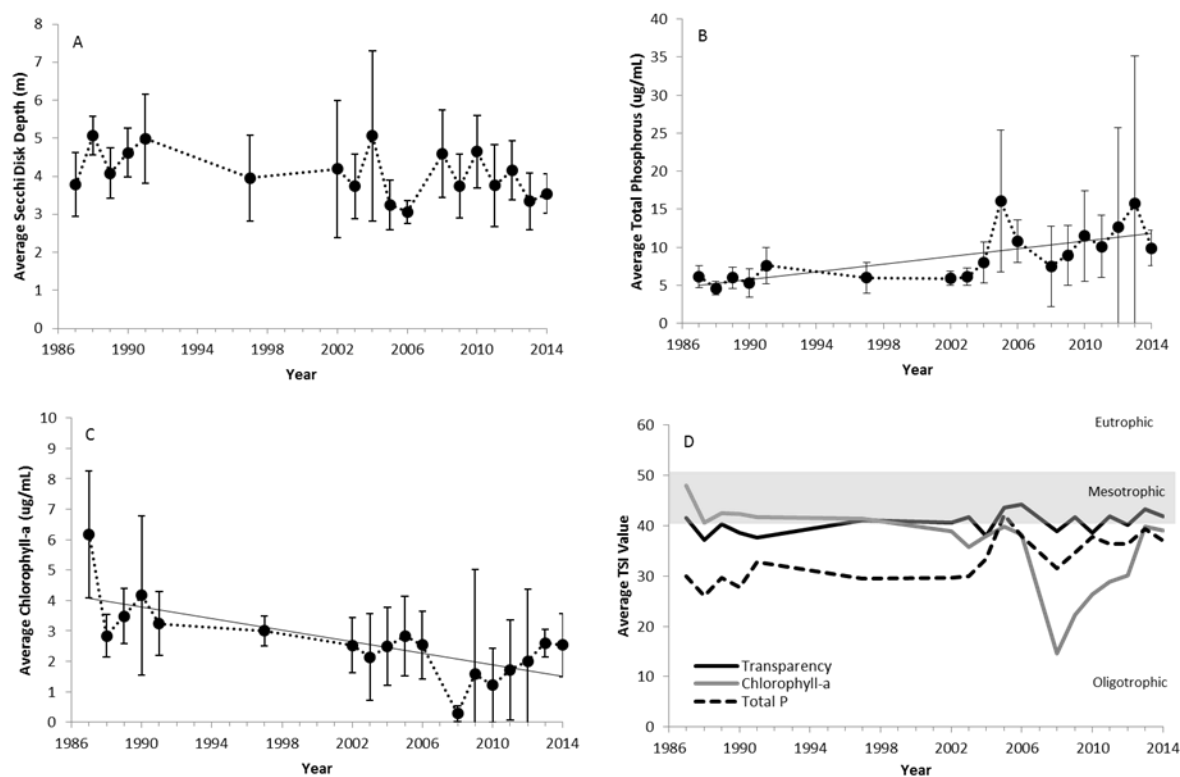 A
Average Secchi Disk Depth (m)
8
7
6
5
4
3
2
1
0
1986 1990 1994 1998 2002 2006 2010 2014
Year
B
Average Total Phosphorus (ug/mL)
40
35
30
25
20
15
10
5
0
1986 1990 1994 1998 2002 2006 2010 2014
Year
C
Average Chlorophyll-a (ug/mL)
10
9
8
7
6
5
4
3
2
1
0
1986 1990 1994 1998 2002 2006 2010 2014
Year
D
Average TSI Value
60
50
40
30
20
10
0
Eutrophic
Mesotrophic
Oligotrophic
Transparency
Chlorophyll-a
Total P
1986 1990 1994 1998 2002 2006 2010 2014
Year